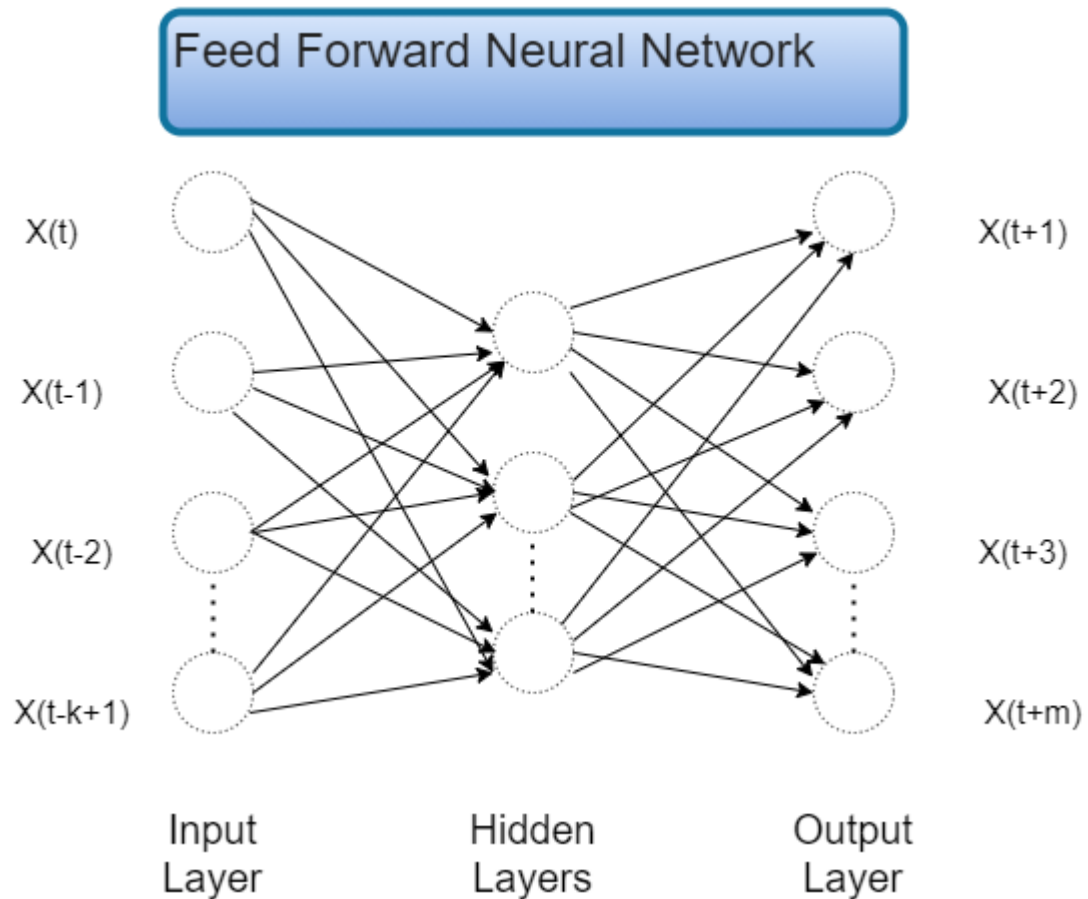 Feed Forward Neural Network
X(t)
X(t+1)
X(t-1)
X(t+2)
X(t-2)
X(t+3)
X(t-k+1)
X(t+m)
Input
Layer
Hidden
Layers
Output
Layer